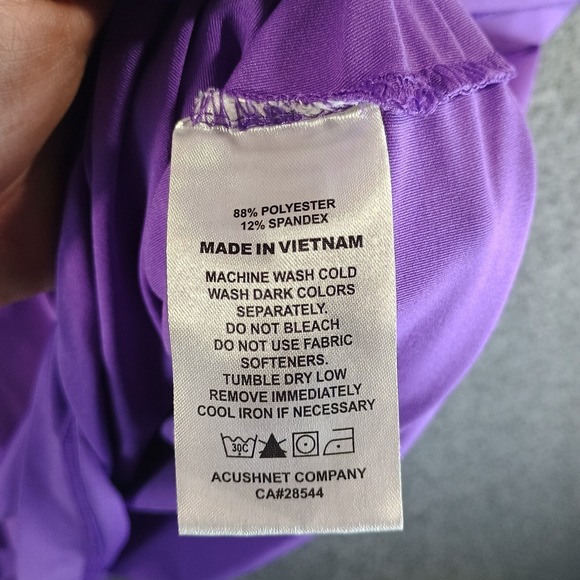 88% POLYESTER
12% SPANDEX
MADE IN VIETNAM
MACHINE WASH COLD
WASH DARK COLORS
SEPARATELY.
DO NOT BLEACH
DO NOT USE FABRIC
SOFTENERS.
TUMBLE DRY LOW
REMOVE IMMEDIATELY
COOL IRON IF NECESSARY
30C
ACUSHNET COMPANY
CA#28544